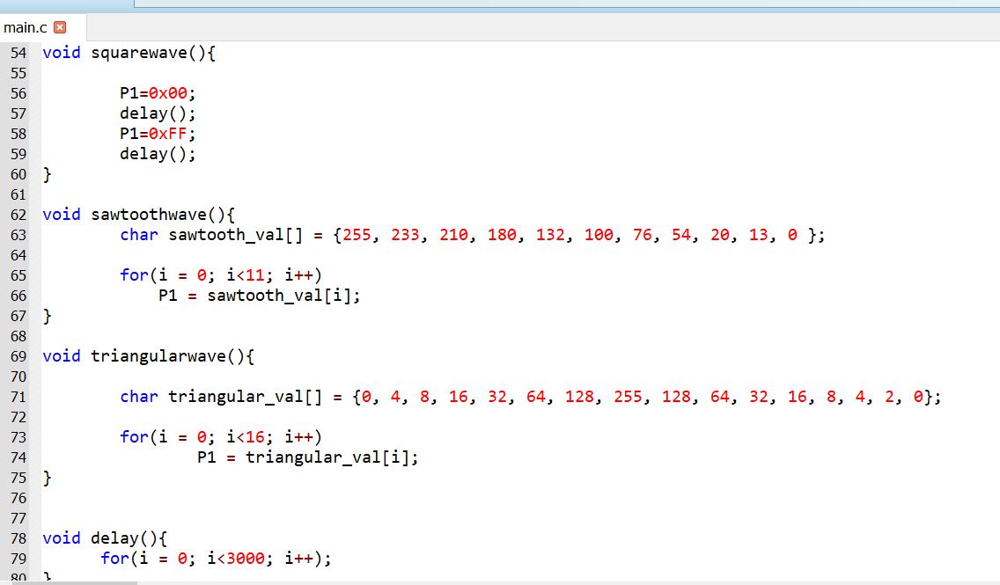 main.c
54 void squarewave(){
55
56 P1=0x00;
57 delay();
58 P1=0xFF;
59 delay();
60 }
61
62 void sawtoothwave(){
63 char sawtooth_val[] = {255, 233, 210, 180, 132, 100, 76, 54, 20, 13, 0 };
64
65 for(i = 0; i<11; i++)
66 P1 = sawtooth_val[i];
67 }
68
69 void triangularwave(){
70
71 char triangular_val[] = {0, 4, 8, 16, 32, 64, 128, 255, 128, 64, 32, 16, 8, 4, 2, 0};
72
73 for(i = 0; i<16; i++)
74 P1 = triangular_val[i];
75 }
76
77
78 void delay(){
79 for(i = 0; i<3000; i++);
80 }